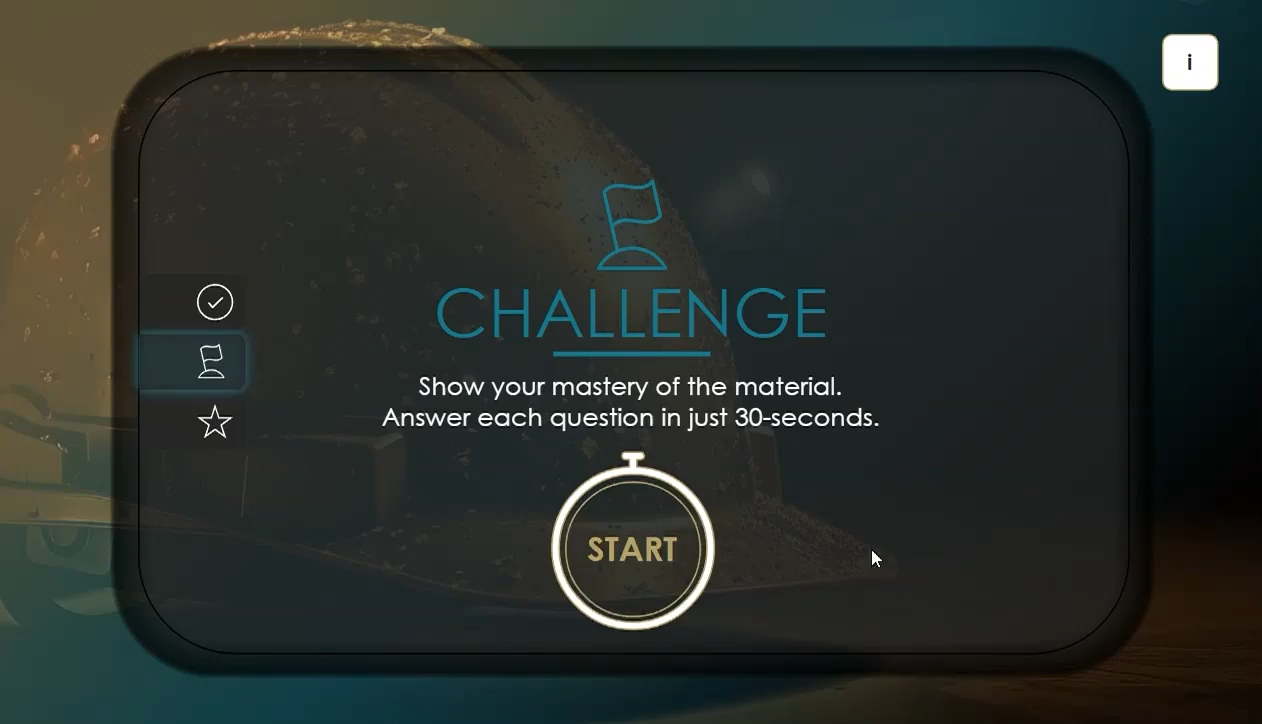 i
CHALLENGE
Show your mastery of the material.
Answer each question in just 30-seconds.
START